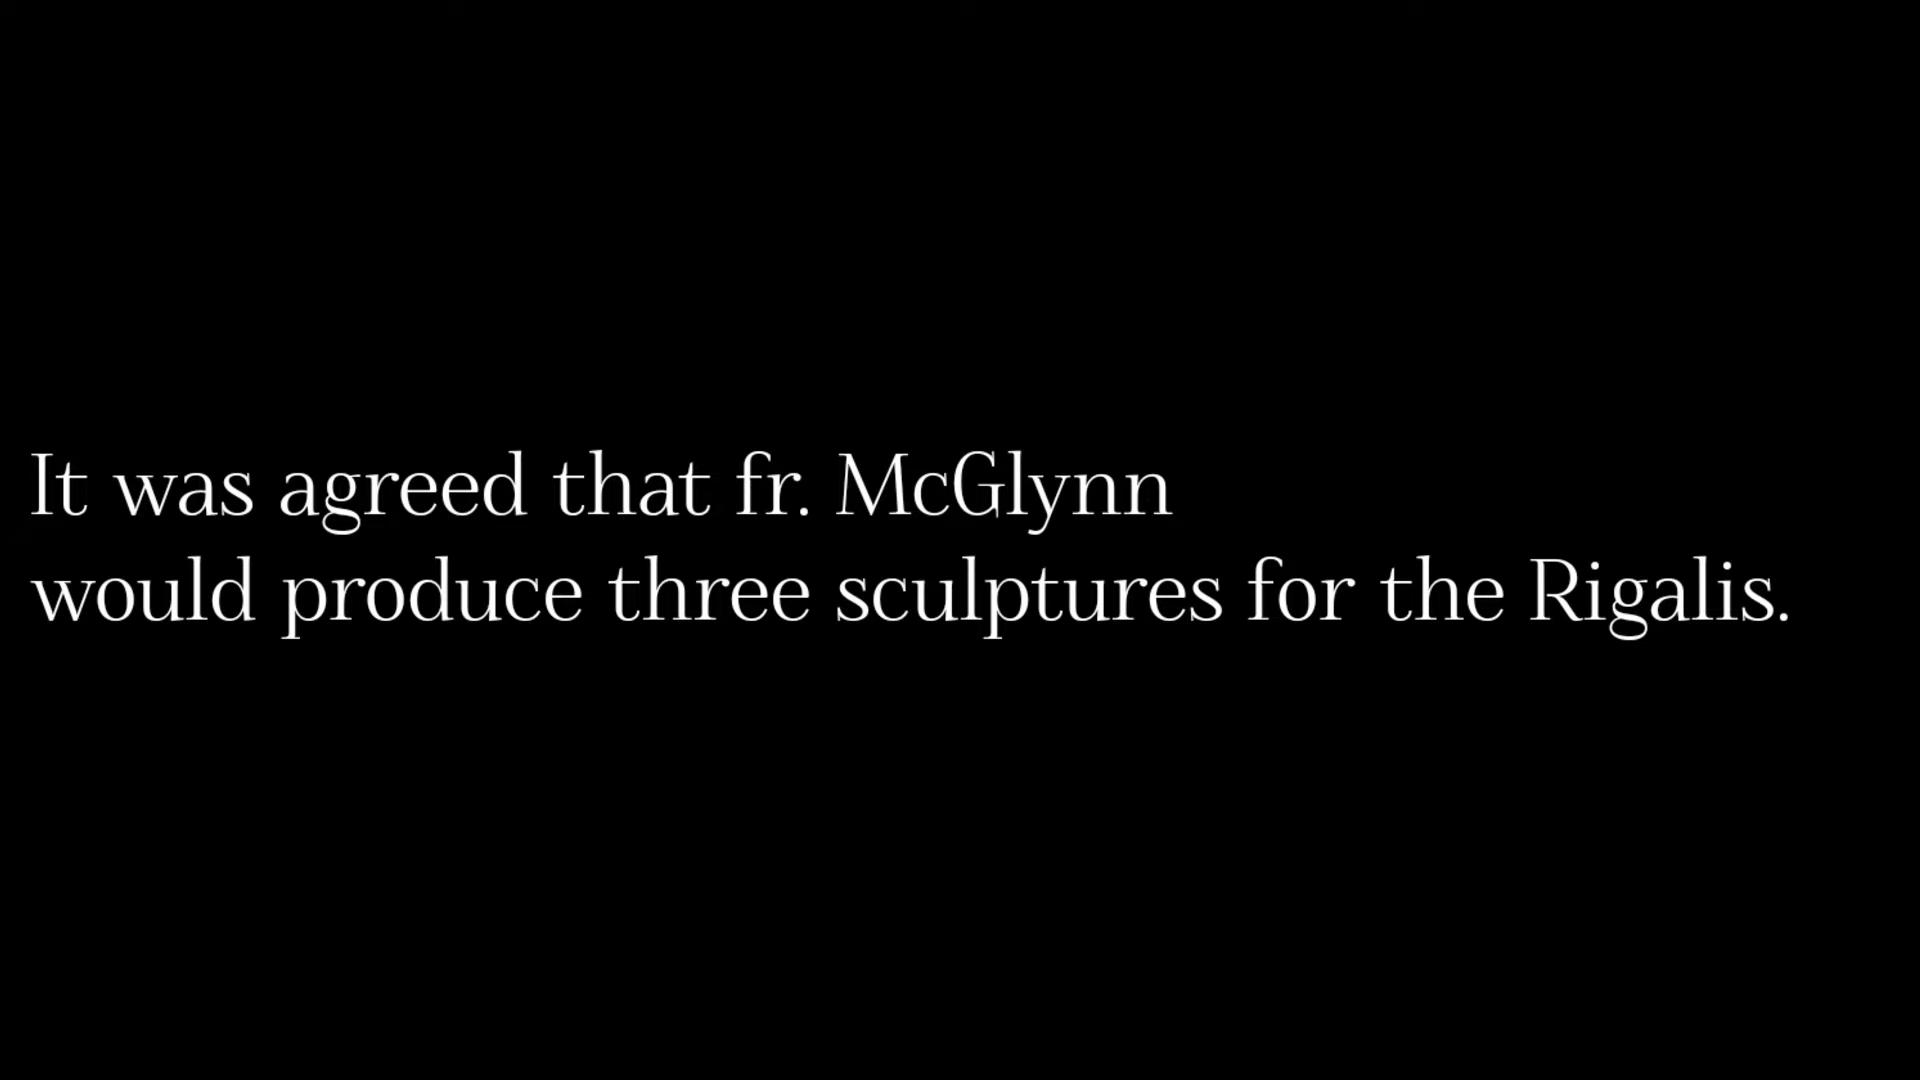 It was agreed that fr. McGlynn
would produce three sculptures for the Rigalis.